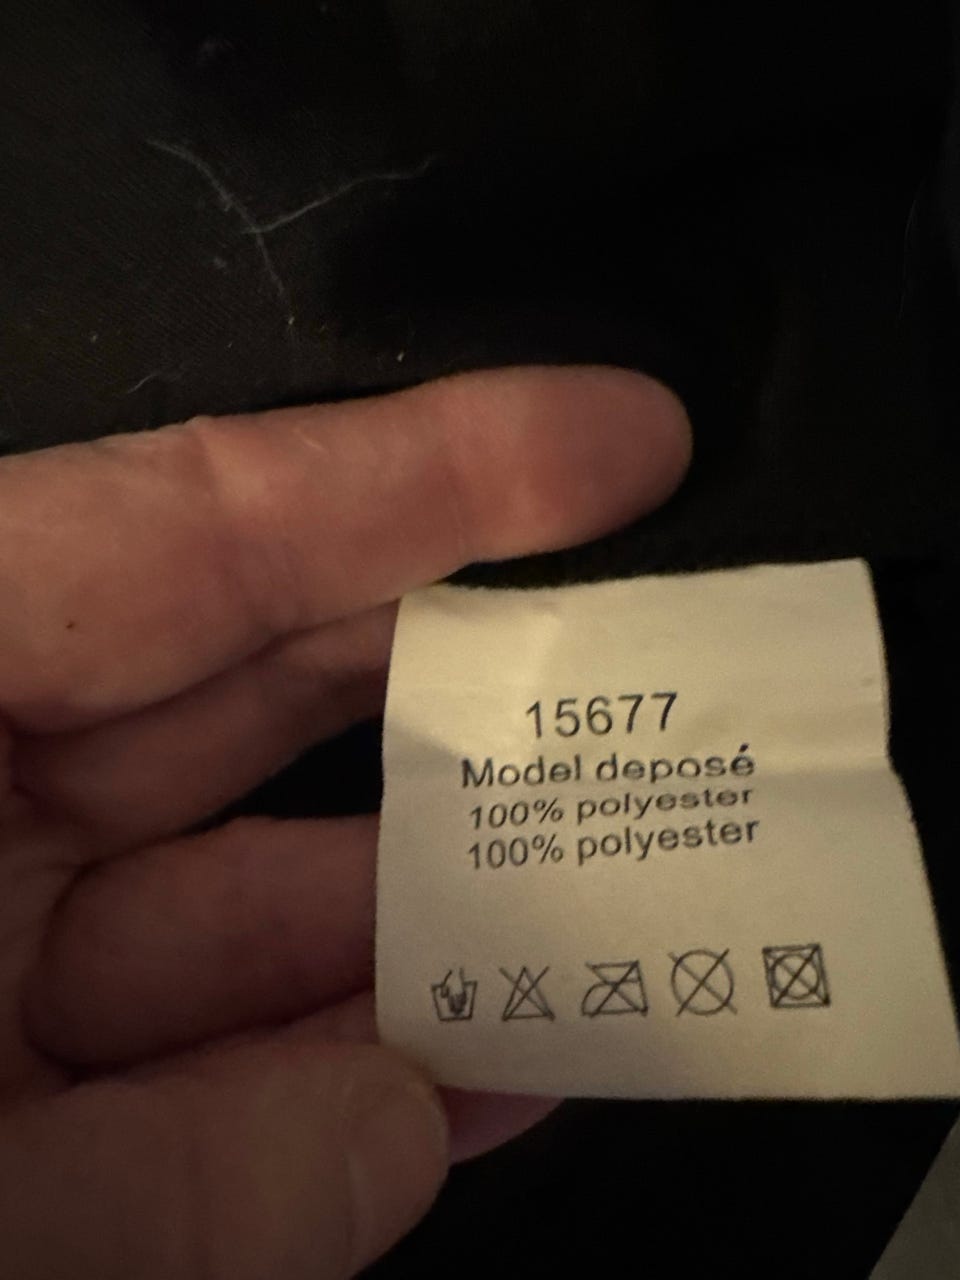 15677
Model deposé
100% polyester
100% polyester